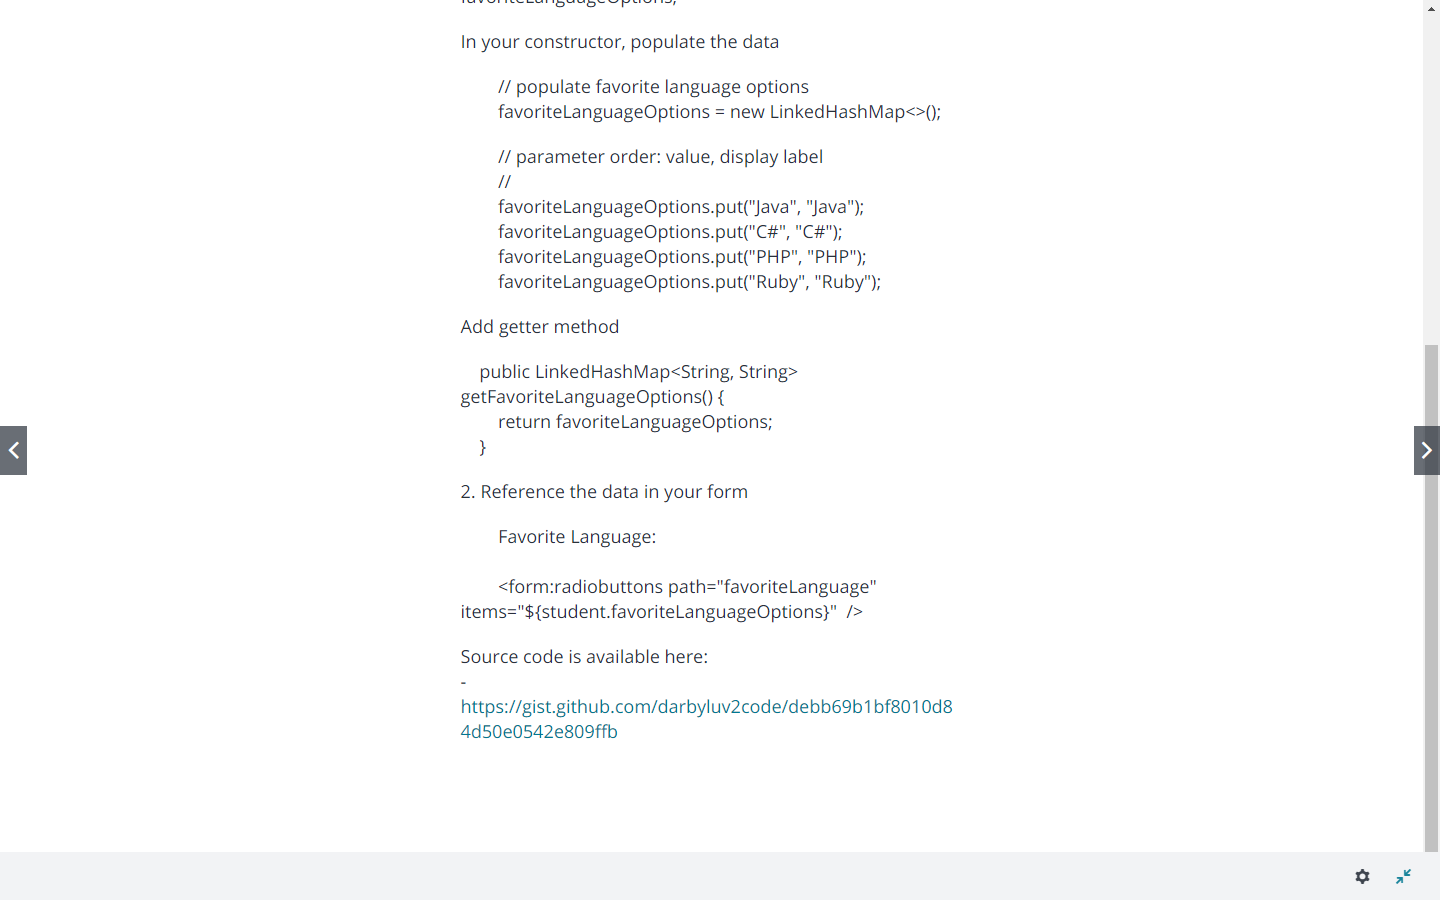 favoriteLanguageOptions;
In your constructor, populate the data
// populate favorite language options
favoriteLanguageOptions = new LinkedHashMap<>();
// parameter order: value, display label
//
favoriteLanguageOptions.put("Java", "Java");
favoriteLanguageOptions.put("C#", "C#");
favoriteLanguageOptions.put("PHP", "PHP");
favoriteLanguageOptions.put("Ruby", "Ruby");
Add getter method
public LinkedHashMap<String, String>
getFavoriteLanguageOptions() {
return favoriteLanguageOptions;
}
2. Reference the data in your form
Favorite Language:
<form:radiobuttons path="favoriteLanguage"
items="${student.favoriteLanguageOptions}"  />
Source code is available here:
-
https://gist.github.com/darbyluv2code/debb69b1bf8010d8
4d50e0542e809ffb